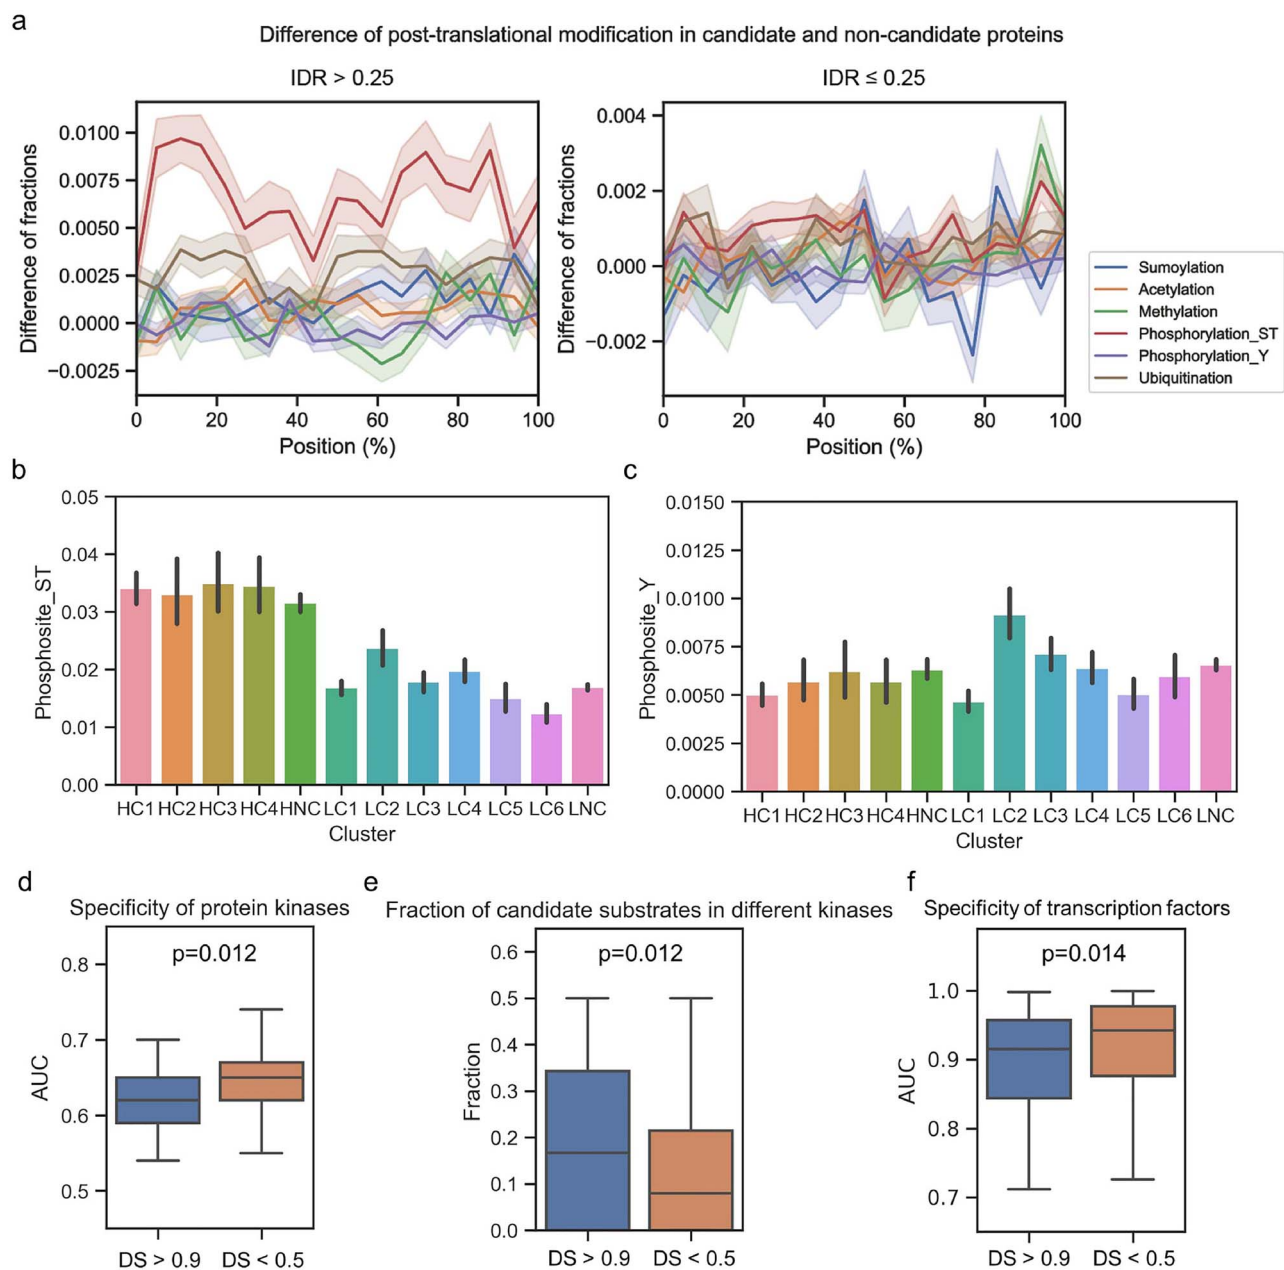 a
Difference of post-translational modification in candidate and non-candidate proteins
IDR > 0.25
IDR ≤ 0.25
Difference of fractions
0.0100
0.0075
0.0050
0.0025
0.0000
−0.0025
0
20
40
60
80
100
Position (%)
Difference of fractions
0.004
0.002
0.000
−0.002
0
20
40
60
80
100
Position (%)
Sumoylation
Acetylation
Methylation
Phosphorylation_ST
Phosphorylation_Y
Ubiquitination
b
Phosphosite_ST
0.05
0.04
0.03
0.02
0.01
0.00
HC1 HC2 HC3 HC4 HNC LC1 LC2 LC3 LC4 LC5 LC6 LNC
Cluster
c
Phosphosite_Y
0.0150
0.0125
0.0100
0.0075
0.0050
0.0025
0.0000
HC1 HC2 HC3 HC4 HNC LC1 LC2 LC3 LC4 LC5 LC6 LNC
Cluster
d
Specificity of protein kinases
p=0.012
AUC
0.8
0.7
0.6
0.5
DS > 0.9
DS < 0.5
e
Fraction of candidate substrates in different kinases
p=0.012
Fraction
0.6
0.5
0.4
0.3
0.2
0.1
0.0
DS > 0.9
DS < 0.5
f
Specificity of transcription factors
p=0.014
AUC
1.0
0.9
0.8
0.7
DS > 0.9
DS < 0.5